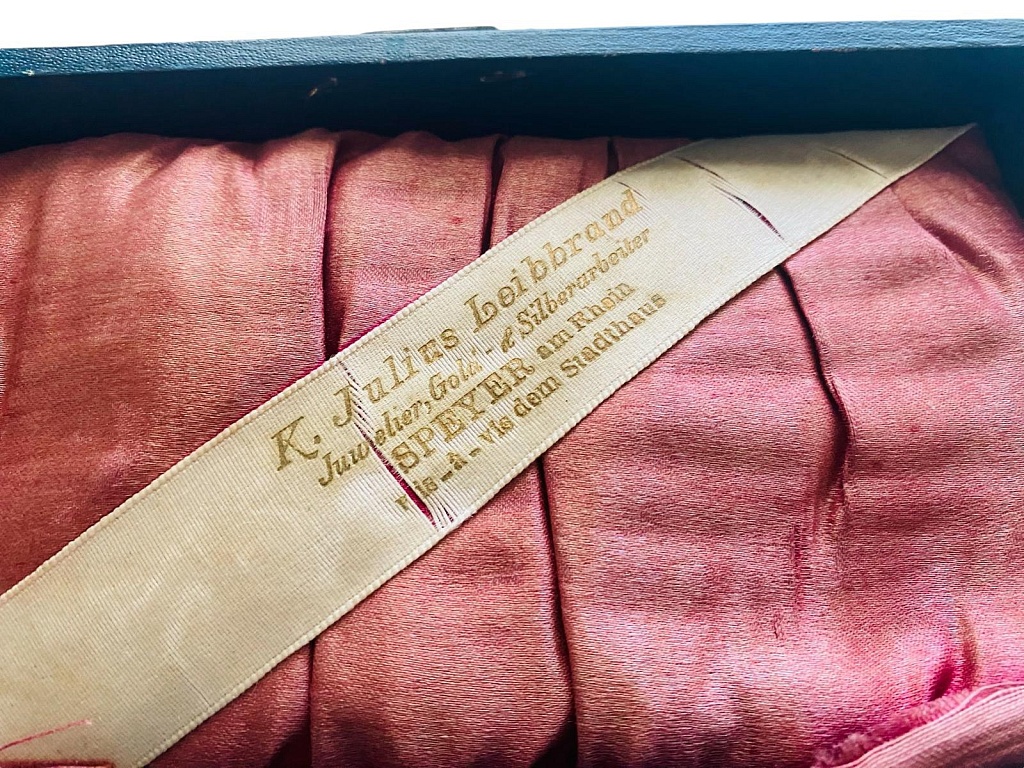 K. Julius Leibbrand
Juwelier, Gold- & Silberarbeiter
SPEYER am Rhein
vis-à-vis dem Stadthaus